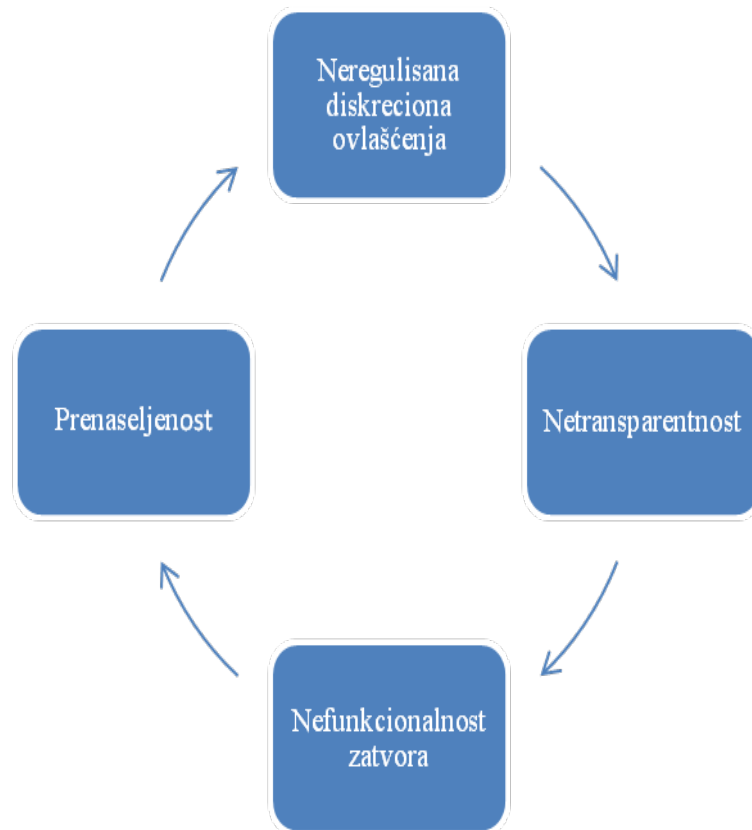 Neregulisana
diskreciona
ovlašćenja
Prenaseljenost
Netransparentnost
Nefunkcionalnost
zatvora